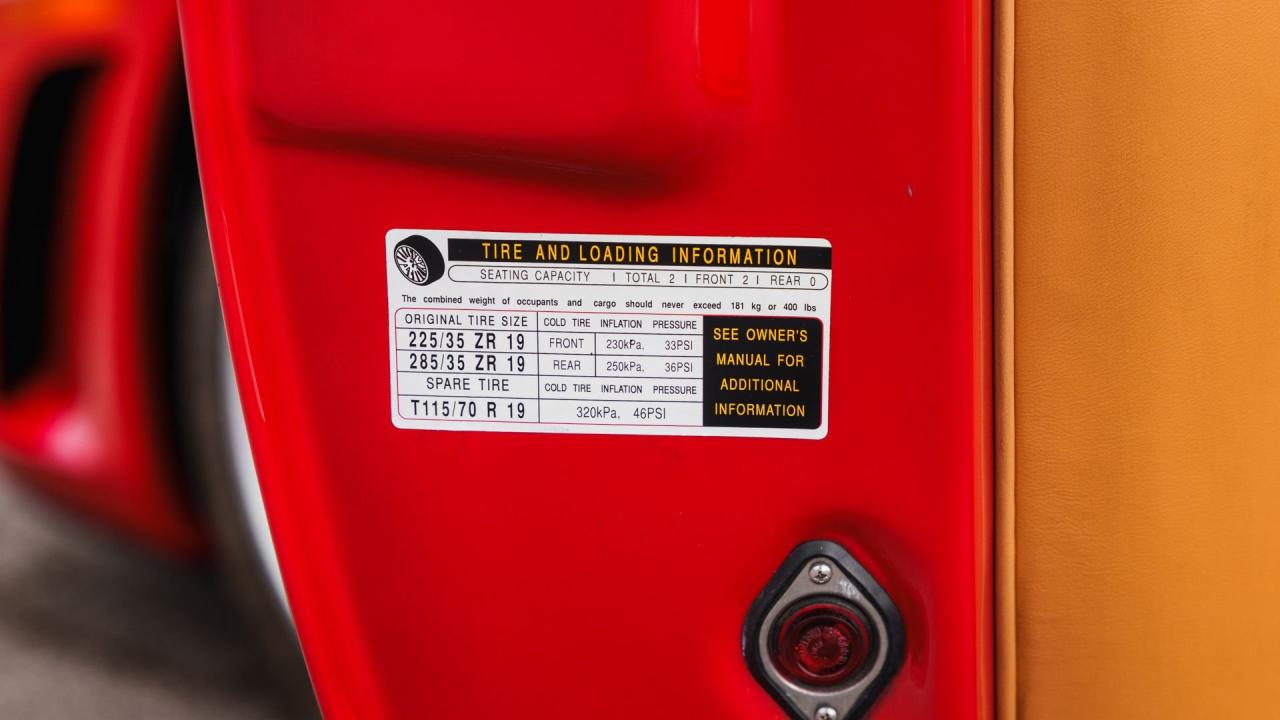 TIRE AND LOADING INFORMATION
SEATING CAPACITY | TOTAL 2 | FRONT 2 | REAR 0
The combined weight of occupants and cargo should never exceed 181 kg or 400 lbs
ORIGINAL TIRE SIZE COLD TIRE INFLATION PRESSURE
225/35 ZR 19 FRONT 230kPa, 33PSI
285/35 ZR 19 REAR 250kPa, 36PSI
SPARE TIRE COLD TIRE INFLATION PRESSURE
T115/70 R 19 320kPa, 46PSI
SEE OWNER'S
MANUAL FOR
ADDITIONAL
INFORMATION